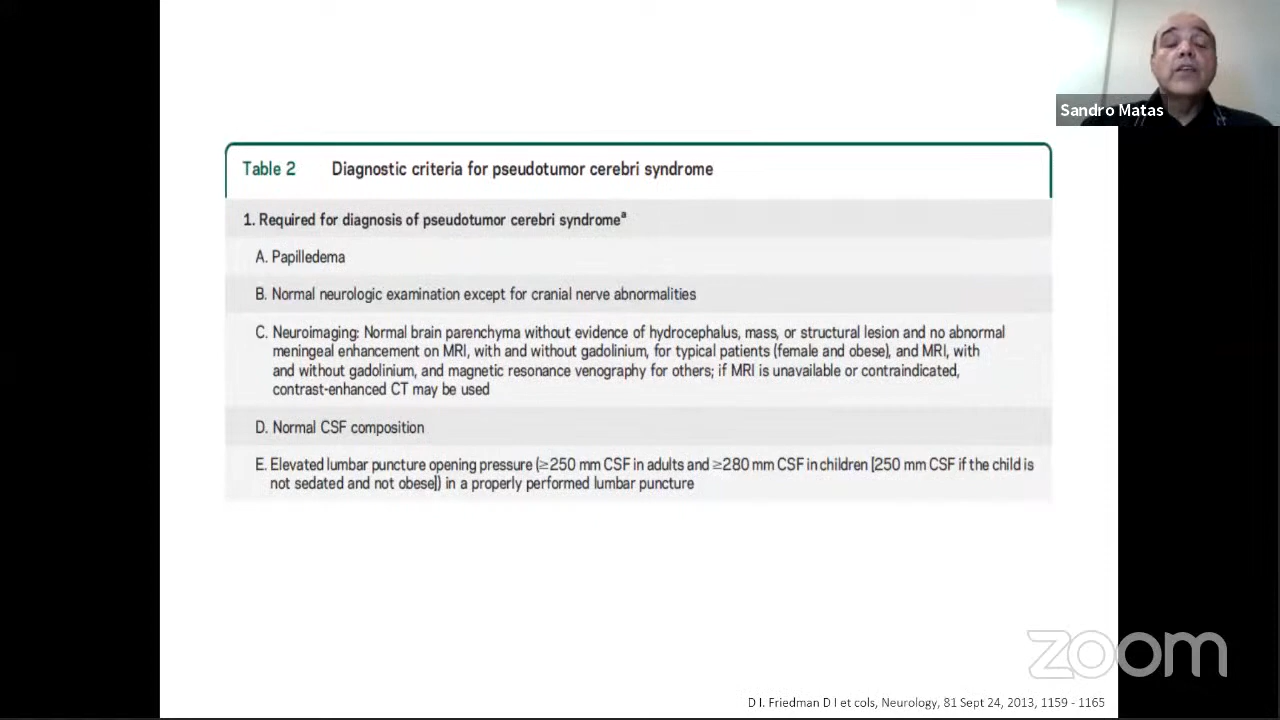 Sandro Matas
Table 2 Diagnostic criteria for pseudotumor cerebri syndrome
1. Required for diagnosis of pseudotumor cerebri syndromeᵃ
A. Papilledema
B. Normal neurologic examination except for cranial nerve abnormalities
C. Neuroimaging: Normal brain parenchyma without evidence of hydrocephalus, mass, or structural lesion and no abnormal
meningeal enhancement on MRI, with and without gadolinium, for typical patients (female and obese), and MRI, with
and without gadolinium, and magnetic resonance venography for others; if MRI is unavailable or contraindicated,
contrast-enhanced CT may be used
D. Normal CSF composition
E. Elevated lumbar puncture opening pressure (≥250 mm CSF in adults and ≥280 mm CSF in children [250 mm CSF if the child is
not sedated and not obese]) in a properly performed lumbar puncture
zoom
D I. Friedman D I et cols, Neurology, 81 Sept 24, 2013, 1159 - 1165